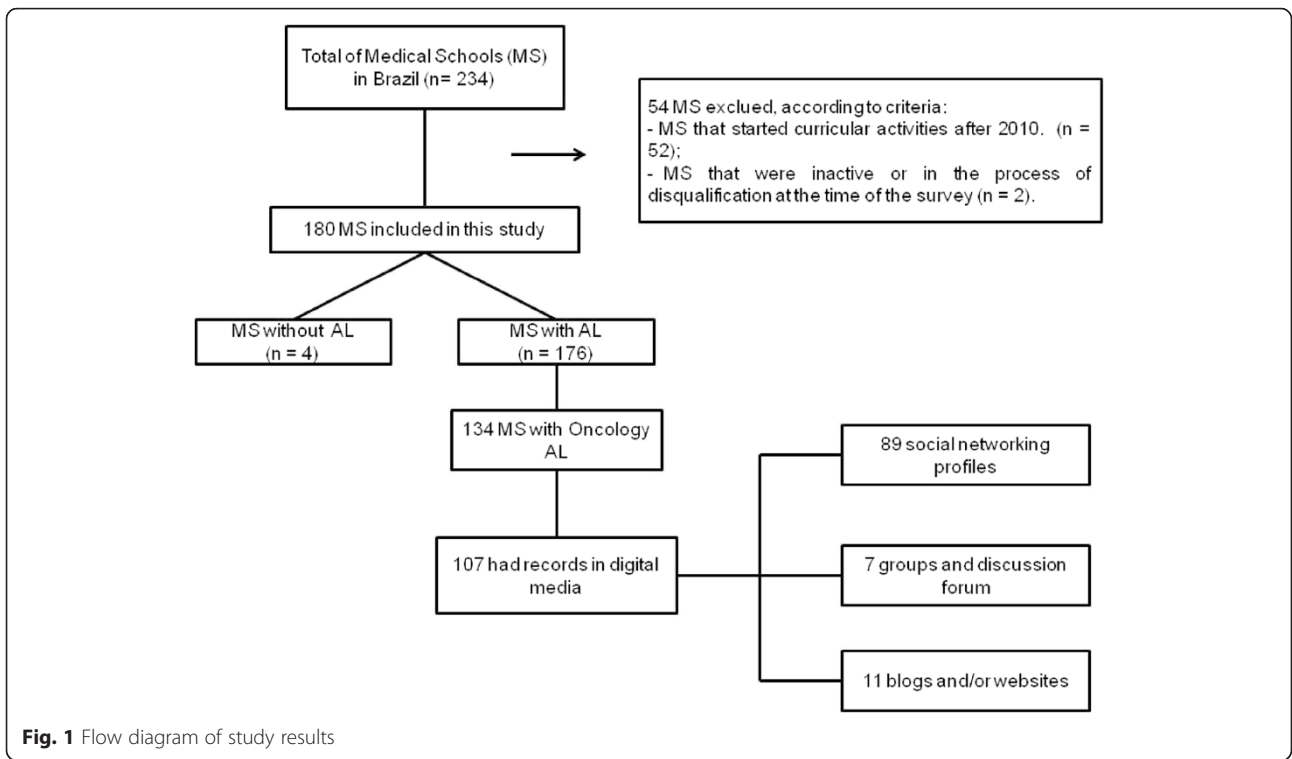 Total of Medical Schools (MS)
in Brazil (n= 234)
54 MS exclued, according to criteria:
- MS that started curricular activities after 2010. (n =
52);
- MS that were inactive or in the process of
disqualification at the time of the survey (n = 2).
180 MS included in this study
MS without AL
(n = 4)
MS with AL
(n = 176)
134 MS with Oncology
AL
107 had records in digital
media
89 social networking
profiles
7 groups and discussion
forum
11 blogs and/or websites
Fig. 1 Flow diagram of study results